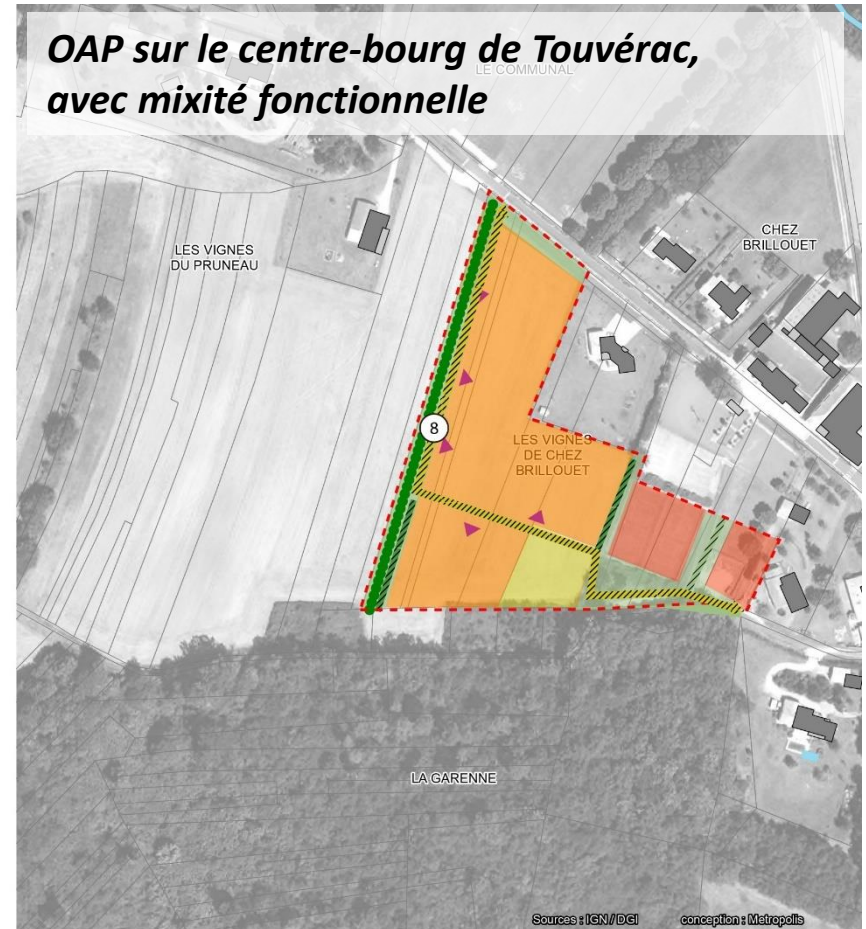 OAP sur le centre-bourg de Touvérac,
avec mixité fonctionnelle
LE COMMUNAL
LES VIGNES
DU PRUNEAU
CHEZ
BRILLOUET
8
LES VIGNES
DE CHEZ
BRILLOUET
LA GARENNE
Sources : IGN / DGI conception : Metropolis